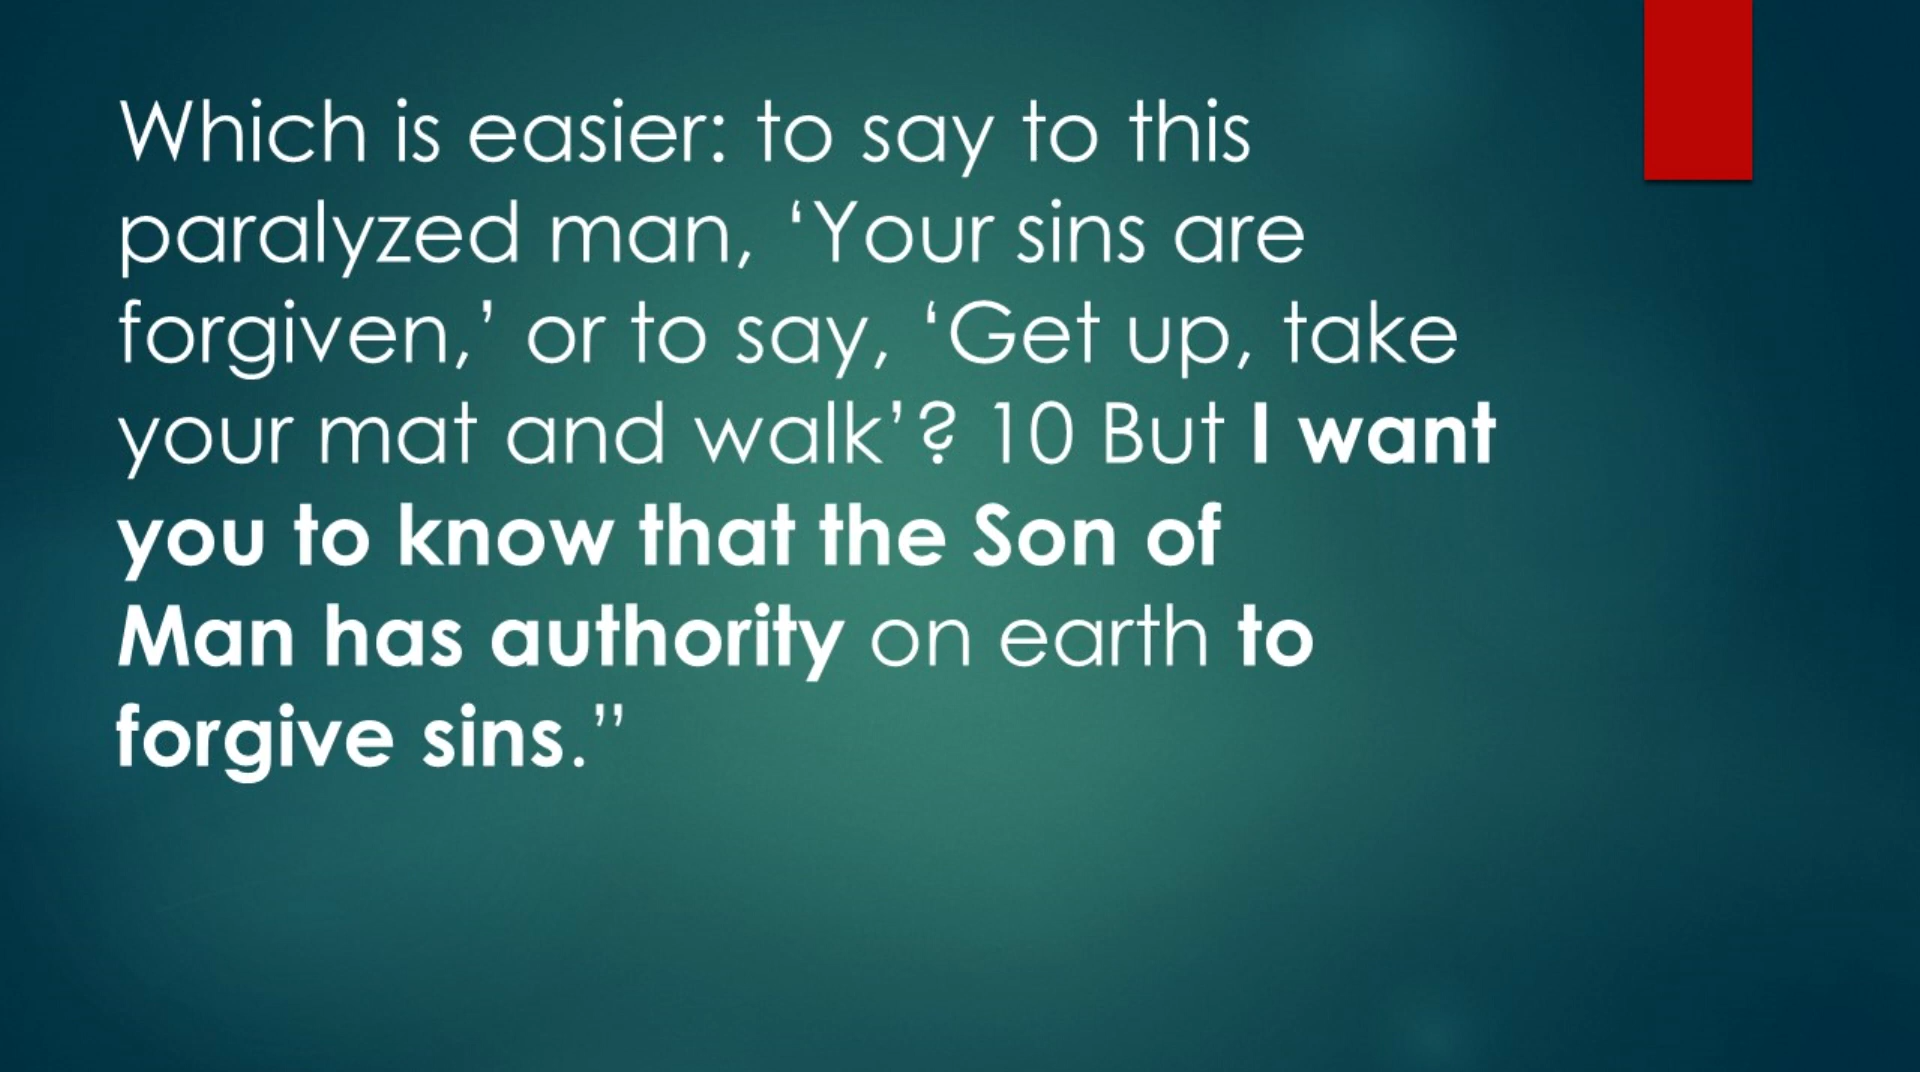 Which is easier: to say to this
paralyzed man, ‘Your sins are
forgiven,’ or to say, ‘Get up, take
your mat and walk’? 10 But I want
you to know that the Son of
Man has authority on earth to
forgive sins.”